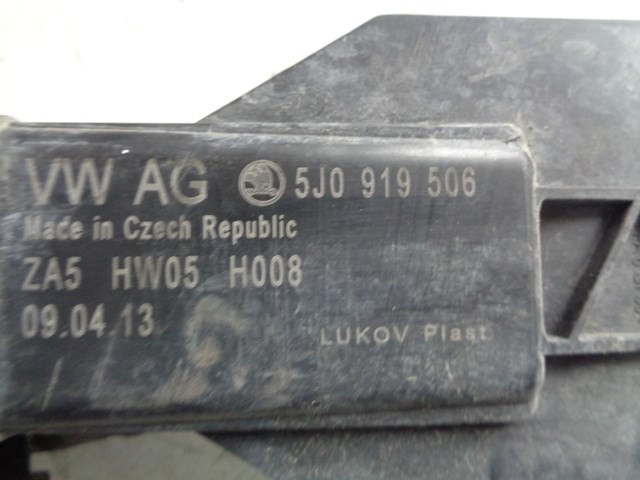 VW AG 5J0 919 506
Made in Czech Republic
ZA5 HW05 H008
09.04.13
LUKOV Plast